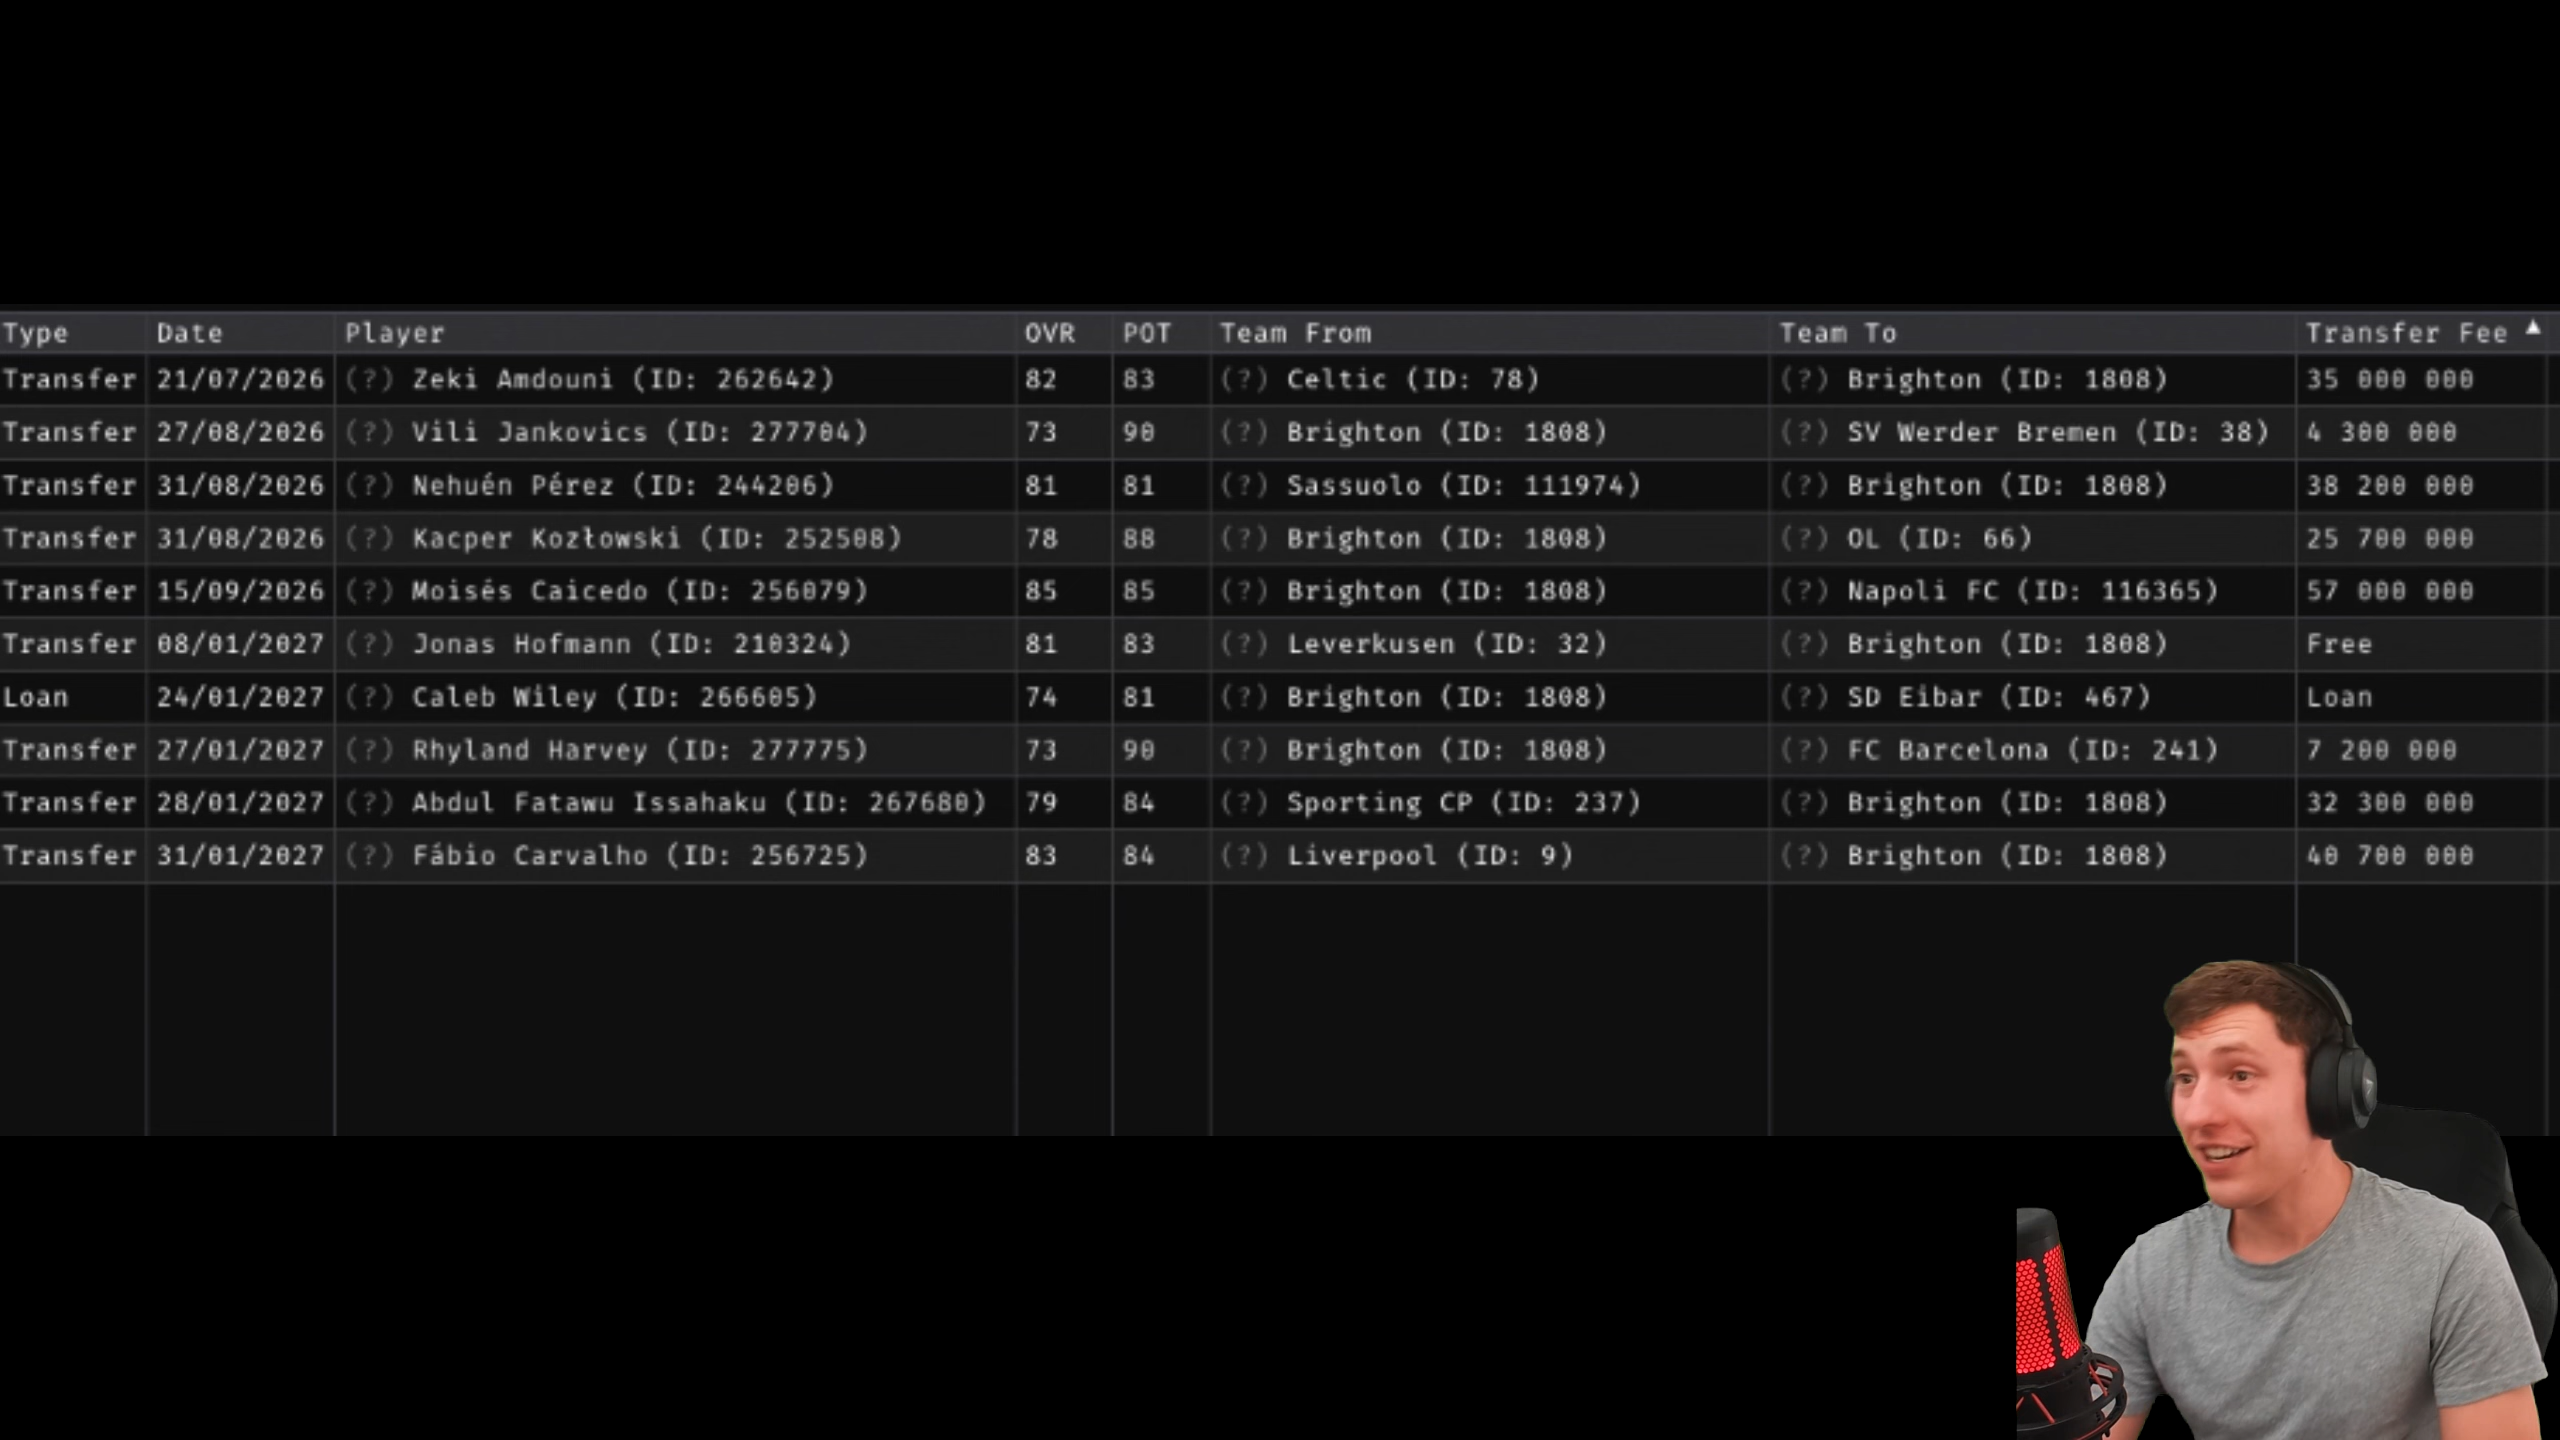 Type Date Player OVR POT Team From Team To Transfer Fee ▲
Transfer 21/07/2026 (?) Zeki Amdouni (ID: 262642) 82 83 (?) Celtic (ID: 78) (?) Brighton (ID: 1808) 35 000 000
Transfer 27/08/2026 (?) Vili Jankovics (ID: 277704) 73 90 (?) Brighton (ID: 1808) (?) SV Werder Bremen (ID: 38) 4 300 000
Transfer 31/08/2026 (?) Nehuén Pérez (ID: 244206) 81 81 (?) Sassuolo (ID: 111974) (?) Brighton (ID: 1808) 38 200 000
Transfer 31/08/2026 (?) Kacper Kozłowski (ID: 252508) 78 88 (?) Brighton (ID: 1808) (?) OL (ID: 66) 25 700 000
Transfer 15/09/2026 (?) Moisés Caicedo (ID: 256079) 85 85 (?) Brighton (ID: 1808) (?) Napoli FC (ID: 116365) 57 000 000
Transfer 08/01/2027 (?) Jonas Hofmann (ID: 210324) 81 83 (?) Leverkusen (ID: 32) (?) Brighton (ID: 1808) Free
Loan 24/01/2027 (?) Caleb Wiley (ID: 266605) 74 81 (?) Brighton (ID: 1808) (?) SD Eibar (ID: 467) Loan
Transfer 27/01/2027 (?) Rhyland Harvey (ID: 277775) 73 90 (?) Brighton (ID: 1808) (?) FC Barcelona (ID: 241) 7 200 000
Transfer 28/01/2027 (?) Abdul Fatawu Issahaku (ID: 267680) 79 84 (?) Sporting CP (ID: 237) (?) Brighton (ID: 1808) 32 300 000
Transfer 31/01/2027 (?) Fábio Carvalho (ID: 256725) 83 84 (?) Liverpool (ID: 9) (?) Brighton (ID: 1808) 40 700 000